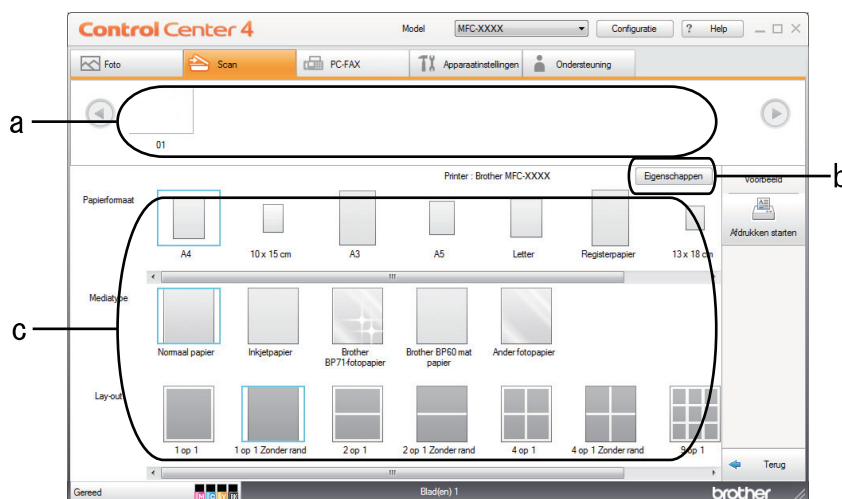 Control Center 4 Model MFC-XXXX Configuratie ? Help
Foto Scan PC-FAX Apparaatinstellingen Ondersteuning
a
01
Printer : Brother MFC-XXXX Eigenschappen b
Voorbeeld
Papierformaat
Afdrukken starten
A4 10 x 15 cm A3 A5 Letter Registerpapier 13 x 18 cm
Mediatype
c
Normaal papier Inkjetpapier Brother BP71-fotopapier Brother BP60 mat papier Ander fotopapier
Lay-out
1 op 1 1 op 1 Zonder rand 2 op 1 2 op 1 Zonder rand 4 op 1 4 op 1 Zonder rand 9 op 1
Terug
Gereed M C Y BK Blad(en) 1 brother